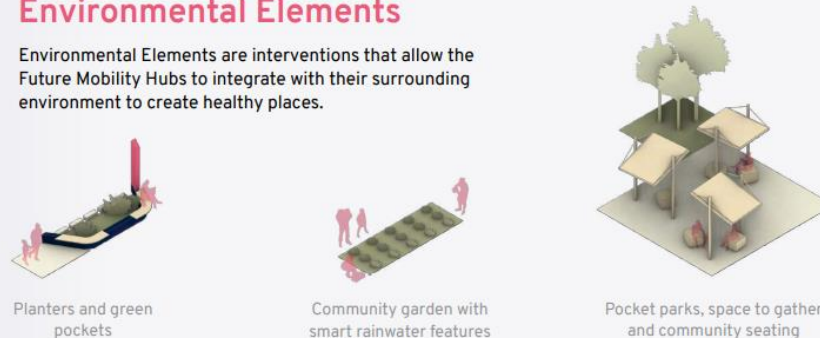 Environmental Elements
Environmental Elements are interventions that allow the
Future Mobility Hubs to integrate with their surrounding
environment to create healthy places.
Planters and green
pockets
Community garden with
smart rainwater features
Pocket parks, space to gather
and community seating